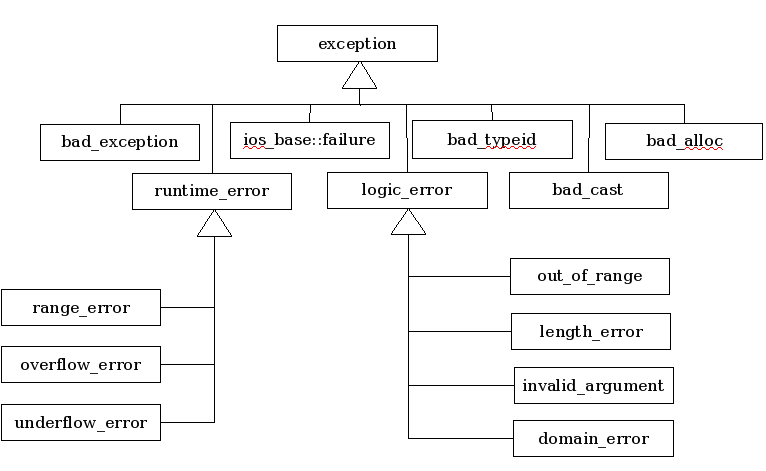 exception
bad_exception
ios_base::failure
bad_typeid
bad_alloc
runtime_error
logic_error
bad_cast
range_error
overflow_error
underflow_error
out_of_range
length_error
invalid_argument
domain_error